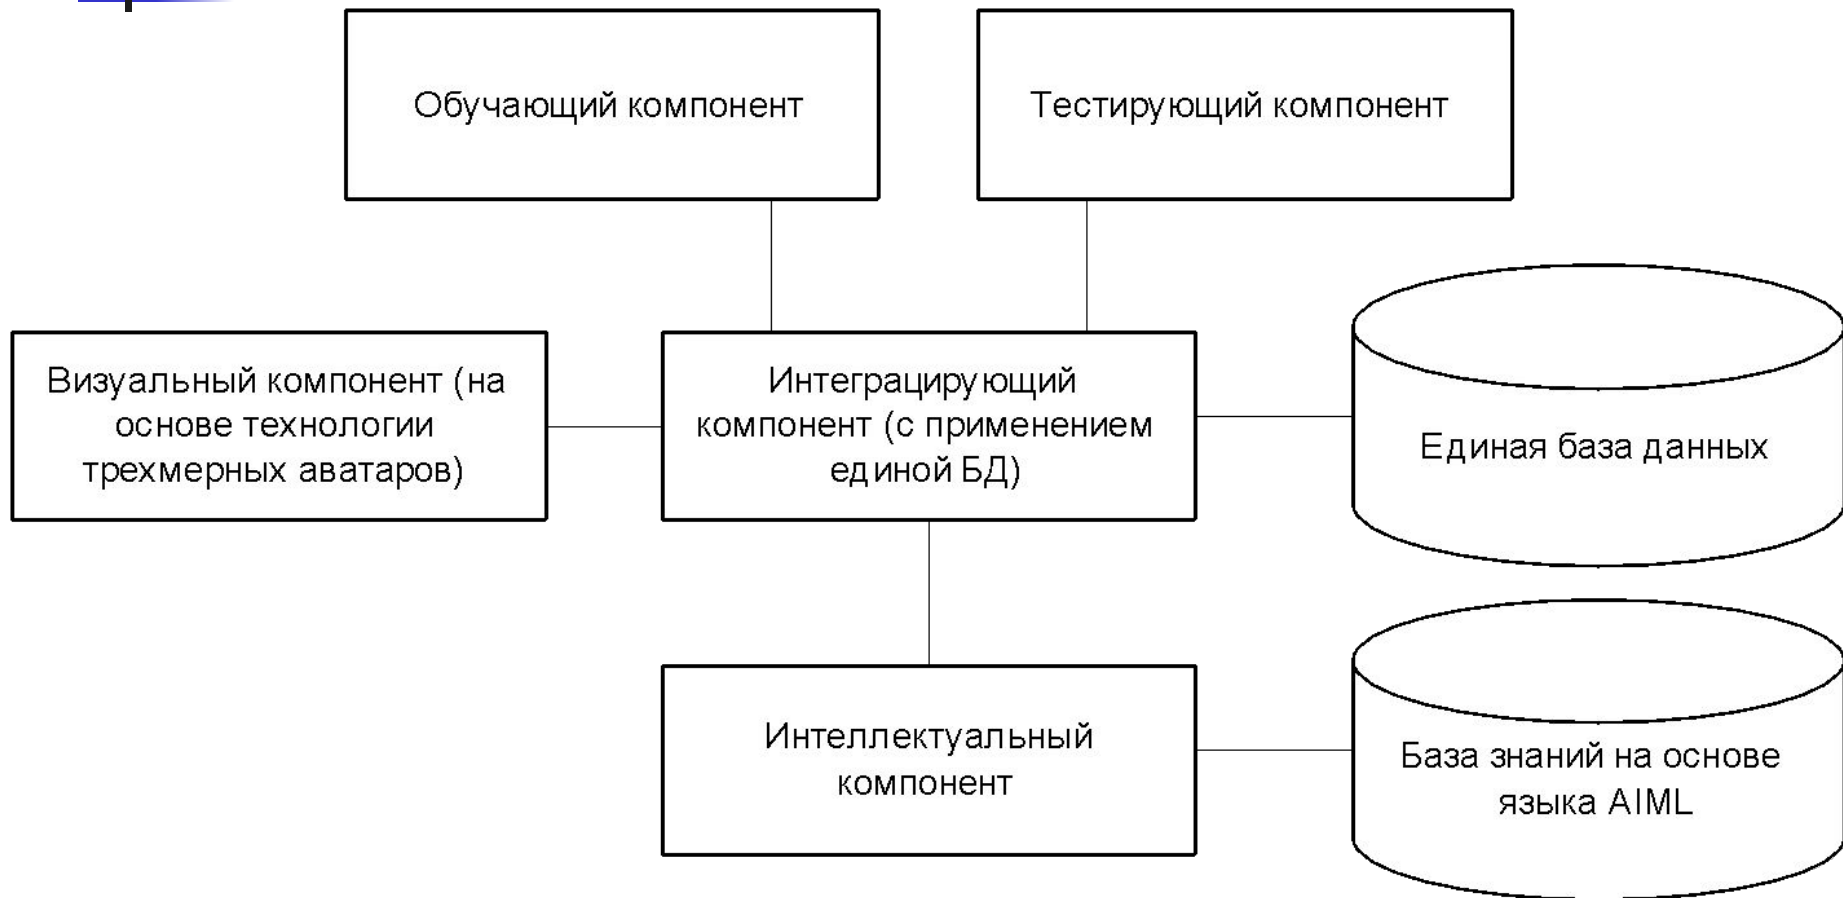 Обучающий компонент
Тестирующий компонент
Визуальный компонент (на
основе технологии
трехмерных аватаров)
Интеграцирующий
компонент (с применением
единой БД)
Единая база данных
Интеллектуальный
компонент
База знаний на основе
языка AIML